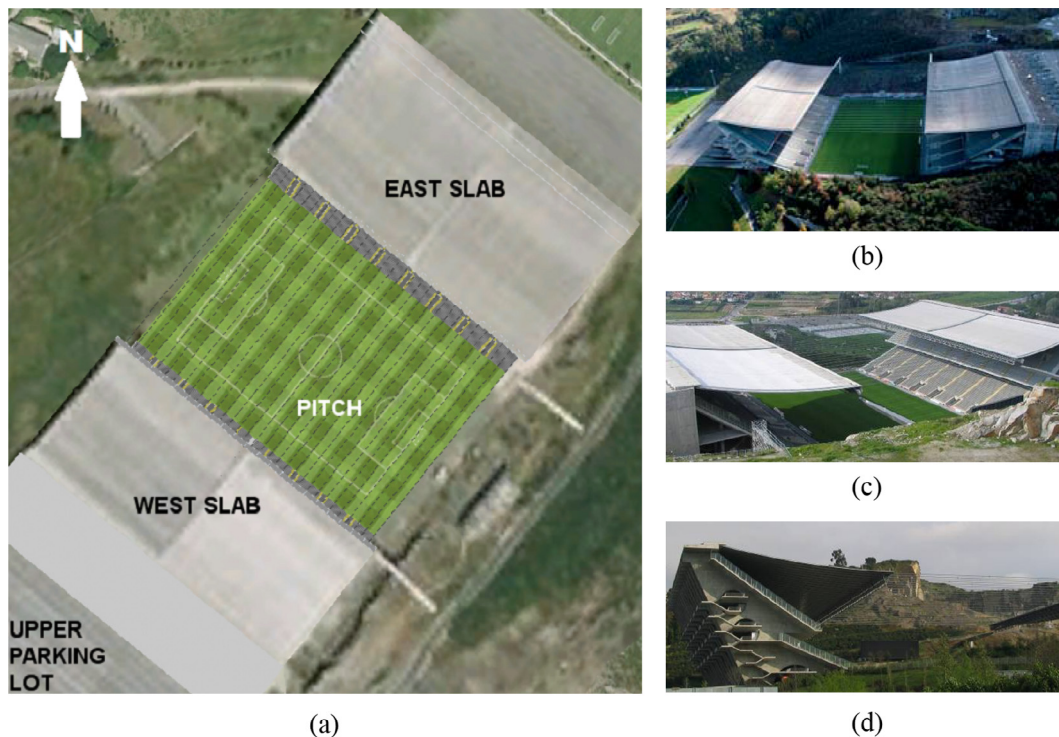 N
EAST SLAB
PITCH
WEST SLAB
UPPER
PARKING
LOT
(a)
(b)
(c)
(d)